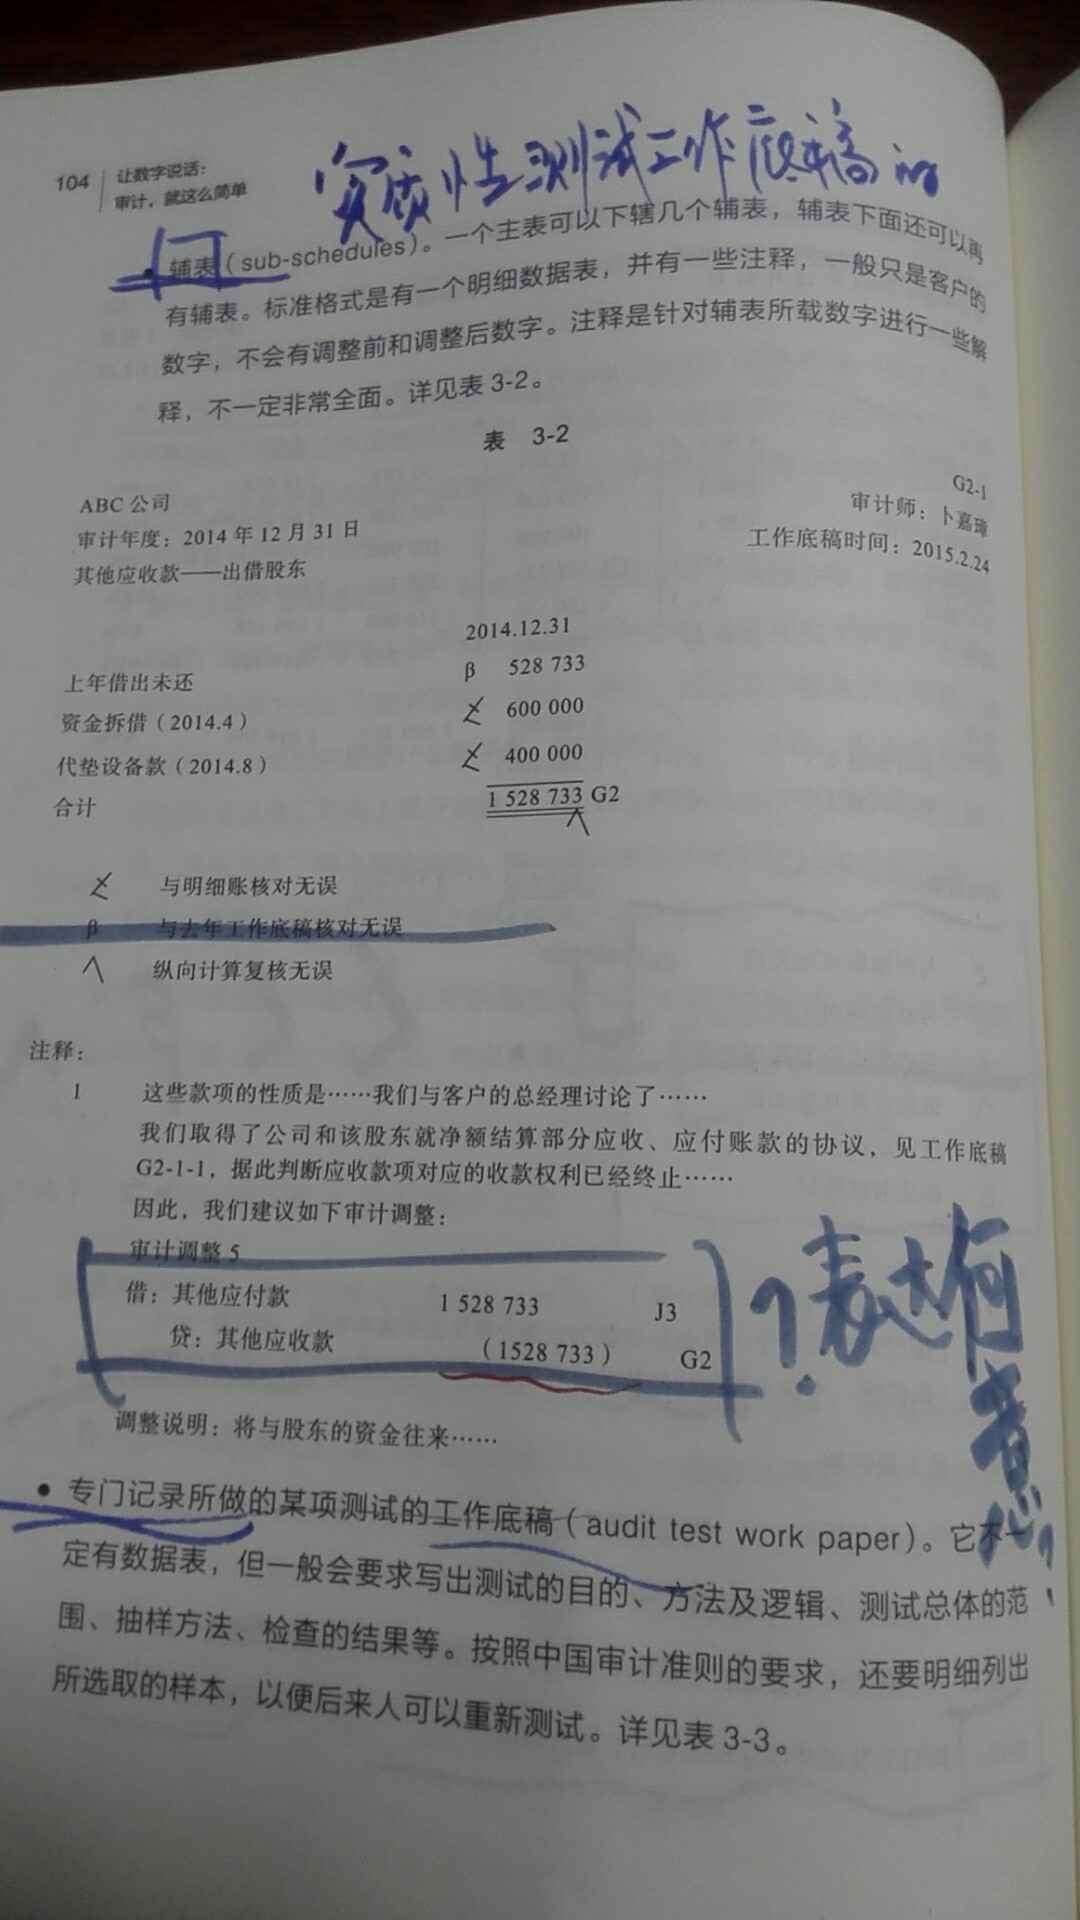 实质性测试工作底稿的
104 让数字说话:
审计,就这么简单
• 辅表(sub-schedules)。一个主表可以下辖几个辅表,辅表下面还可以再
有辅表。标准格式是有一个明细数据表,并有一些注释,一般只是客户的
数字,不会有调整前和调整后数字。注释是针对辅表所载数字进行一些解
释,不一定非常全面。详见表 3-2。
表 3-2
G2-1
ABC 公司 审计师:卜嘉璋
审计年度:2014 年 12 月 31 日 工作底稿时间:2015.2.24
其他应收款——出借股东
2014.12.31
上年借出未还 β 528 733
资金拆借(2014.4) 600 000
代垫设备款(2014.8) 400 000
合计 1 528 733 G2
∧
与明细账核对无误
β 与去年工作底稿核对无误
∧ 纵向计算复核无误
注释:
1 这些款项的性质是……我们与客户的总经理讨论了……
我们取得了公司和该股东就净额结算部分应收、应付账款的协议,见工作底稿
G2-1-1,据此判断应收款项对应的收款权利已经终止……
因此,我们建议如下审计调整:
审计调整 5
借:其他应付款 1 528 733 J3
贷:其他应收款 (1528 733) G2
?表达何
意?
调整说明:将与股东的资金往来……
• 专门记录所做的某项测试的工作底稿(audit test work paper)。它不一
定有数据表,但一般会要求写出测试的目的、方法及逻辑、测试总体的范
围、抽样方法、检查的结果等。按照中国审计准则的要求,还要明细列出
所选取的样本,以便后来人可以重新测试。详见表 3-3。